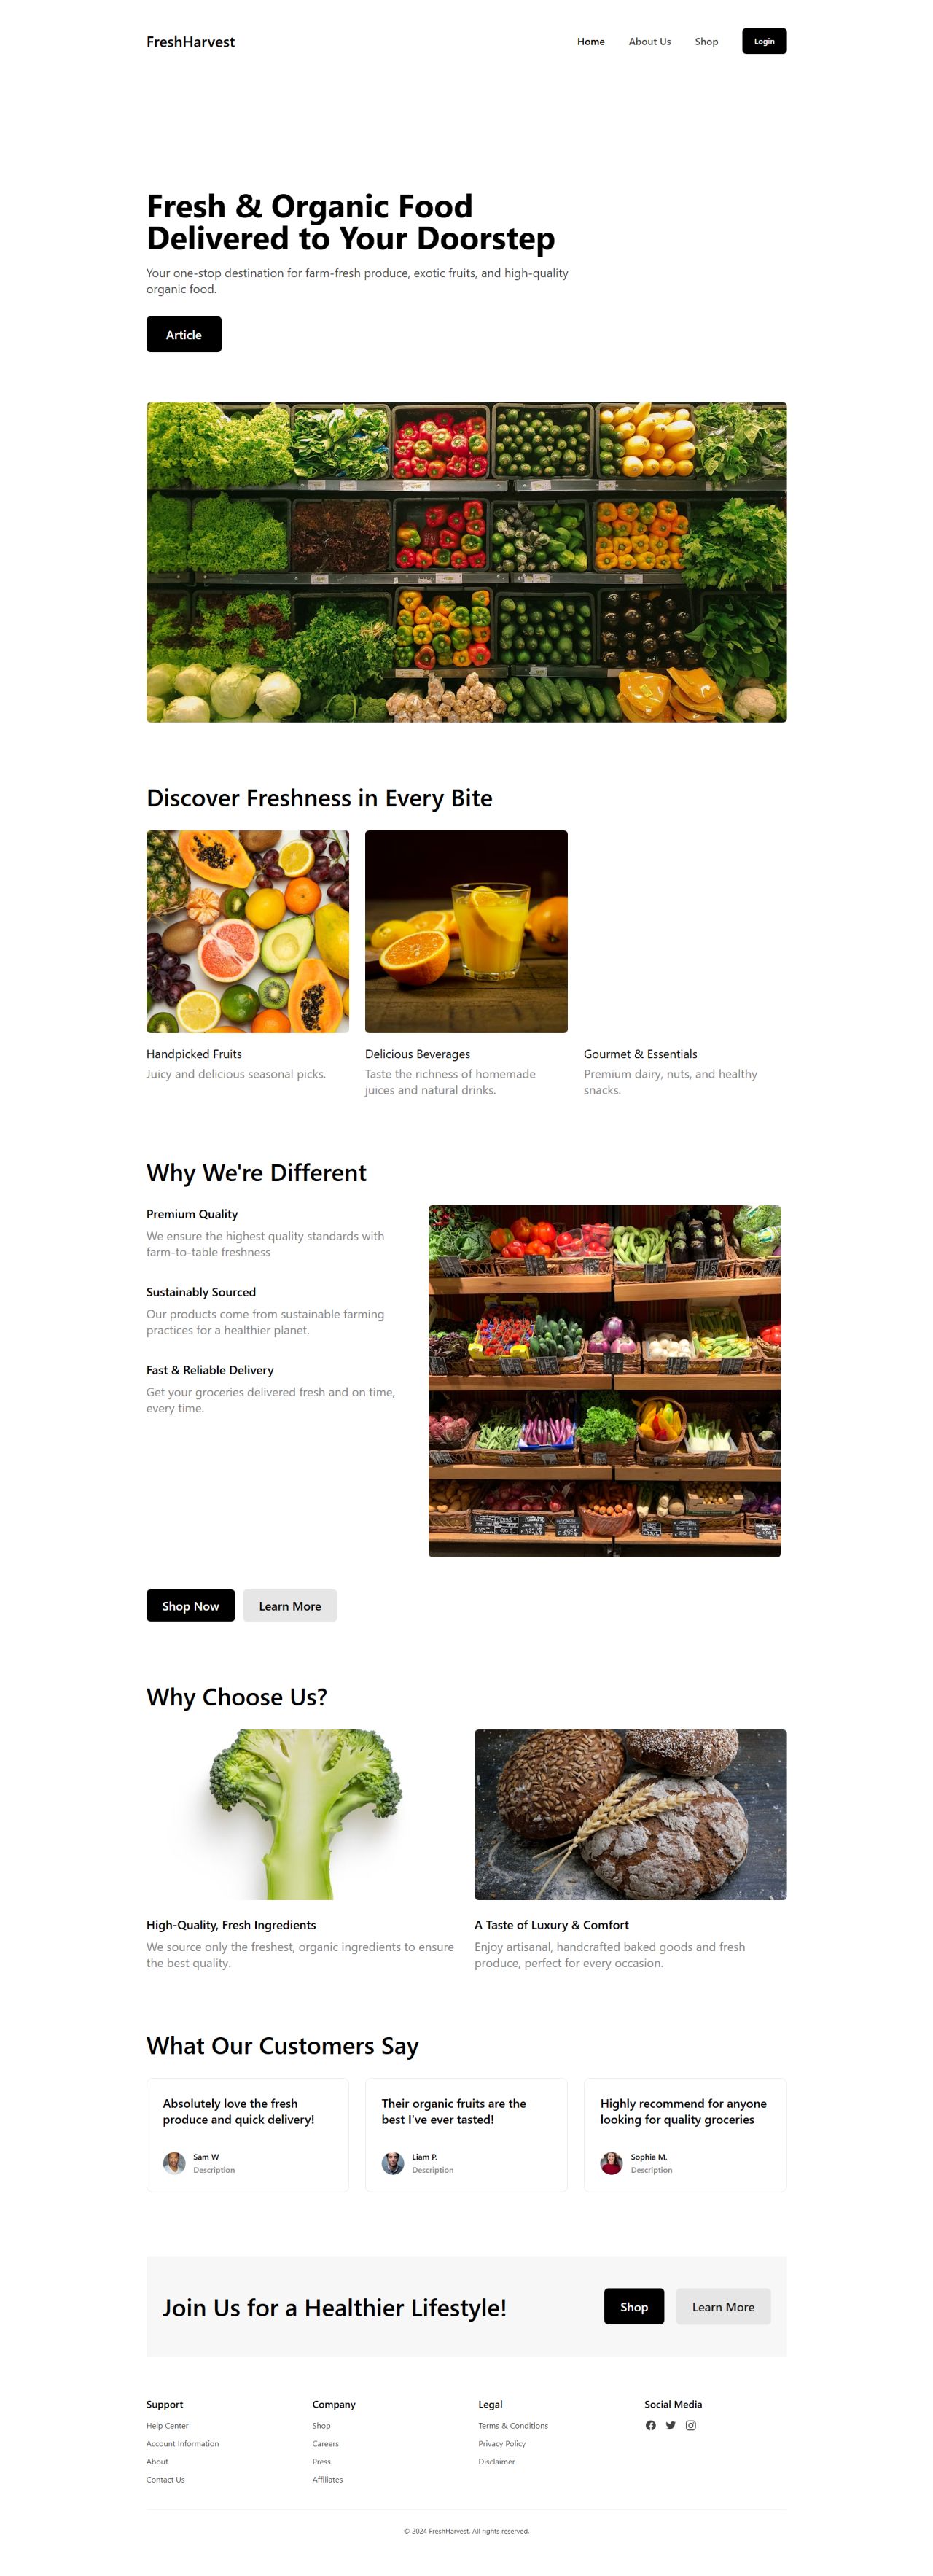 FreshHarvest
Home
About Us
Shop
Login
Fresh & Organic Food
Delivered to Your Doorstep
Your one-stop destination for farm-fresh produce, exotic fruits, and high-quality
organic food.
Article
Discover Freshness in Every Bite
Handpicked Fruits
Juicy and delicious seasonal picks.
Delicious Beverages
Taste the richness of homemade
juices and natural drinks.
Gourmet & Essentials
Premium dairy, nuts, and healthy
snacks.
Why We're Different
Premium Quality
We ensure the highest quality standards with
farm-to-table freshness
Sustainably Sourced
Our products come from sustainable farming
practices for a healthier planet.
Fast & Reliable Delivery
Get your groceries delivered fresh and on time,
every time.
Shop Now
Learn More
Why Choose Us?
High-Quality, Fresh Ingredients
We source only the freshest, organic ingredients to ensure
the best quality.
A Taste of Luxury & Comfort
Enjoy artisanal, handcrafted baked goods and fresh
produce, perfect for every occasion.
What Our Customers Say
Absolutely love the fresh
produce and quick delivery!
Sam W
Description
Their organic fruits are the
best I've ever tasted!
Liam P.
Description
Highly recommend for anyone
looking for quality groceries
Sophia M.
Description
Join Us for a Healthier Lifestyle!
Shop
Learn More
Support
Help Center
Account Information
About
Contact Us
Company
Shop
Careers
Press
Affiliates
Legal
Terms & Conditions
Privacy Policy
Disclaimer
Social Media
© 2024 FreshHarvest. All rights reserved.